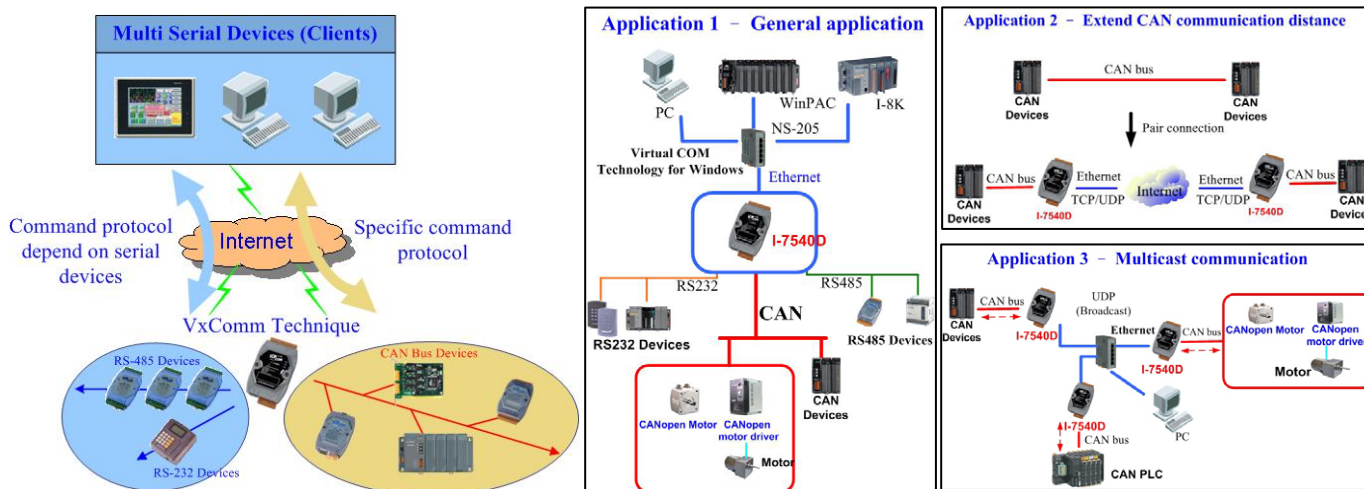 Multi Serial Devices (Clients)
Command protocol
depend on serial
devices
Internet
Specific command
protocol
VxComm Technique
RS-485 Devices
RS-232 Devices
CAN Bus Devices
Application 1 – General application
PC
WinPAC
I-8K
NS-205
Virtual COM
Technology for Windows
Ethernet
I-7540D
RS232
RS485
CAN
RS232 Devices
RS485 Devices
CAN
Devices
CANopen Motor
CANopen
motor driver
Motor
Application 2 – Extend CAN communication distance
CAN bus
CAN
Devices
CAN
Devices
Pair connection
CAN bus
Ethernet
Internet
Ethernet
CAN bus
TCP/UDP
TCP/UDP
CAN
Devices
I-7540D
I-7540D
CAN
Devices
Application 3 – Multicast communication
UDP
(Broadcast)
CAN bus
CAN
Devices
I-7540D
Ethernet
CAN bus
I-7540D
CANopen Motor
CANopen
motor driver
Motor
I-7540D
PC
CAN bus
CAN PLC